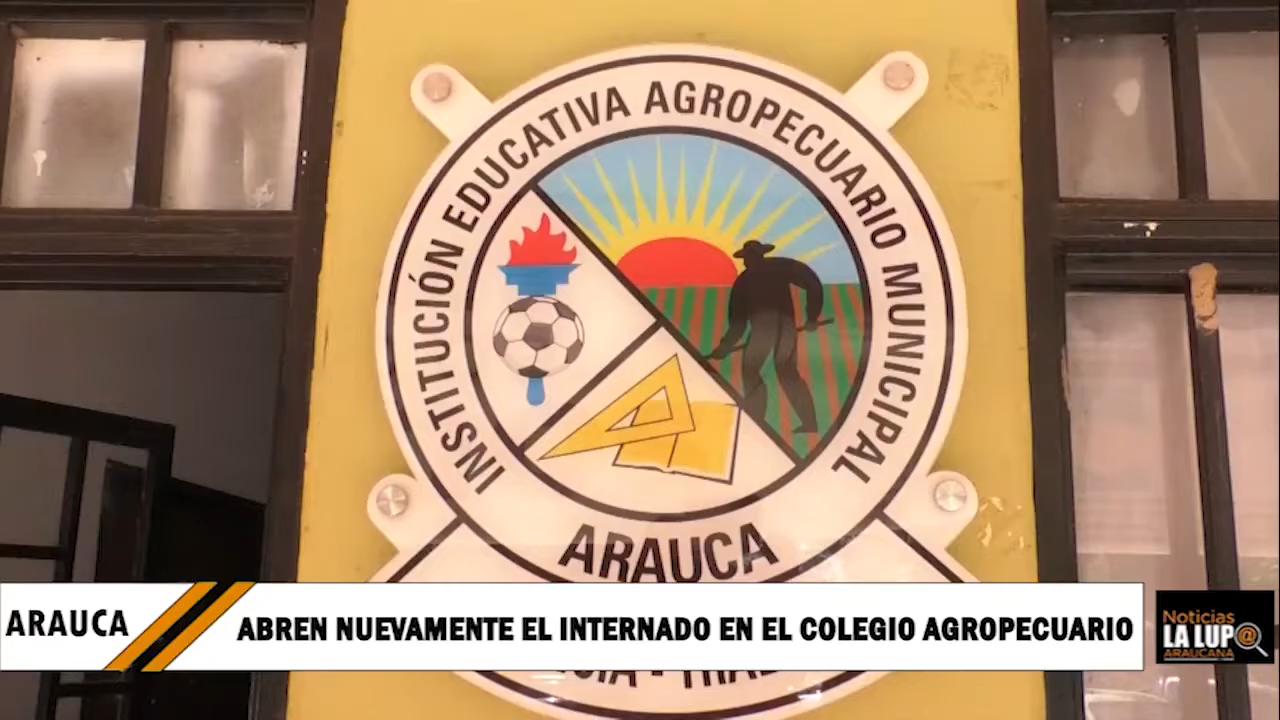 INSTITUCIÓN EDUCATIVA AGROPECUARIO MUNICIPAL
ARAUCA
ARAUCA
ABREN NUEVAMENTE EL INTERNADO EN EL COLEGIO AGROPECUARIO
Noticias
LA LUP@
ARAUCANA